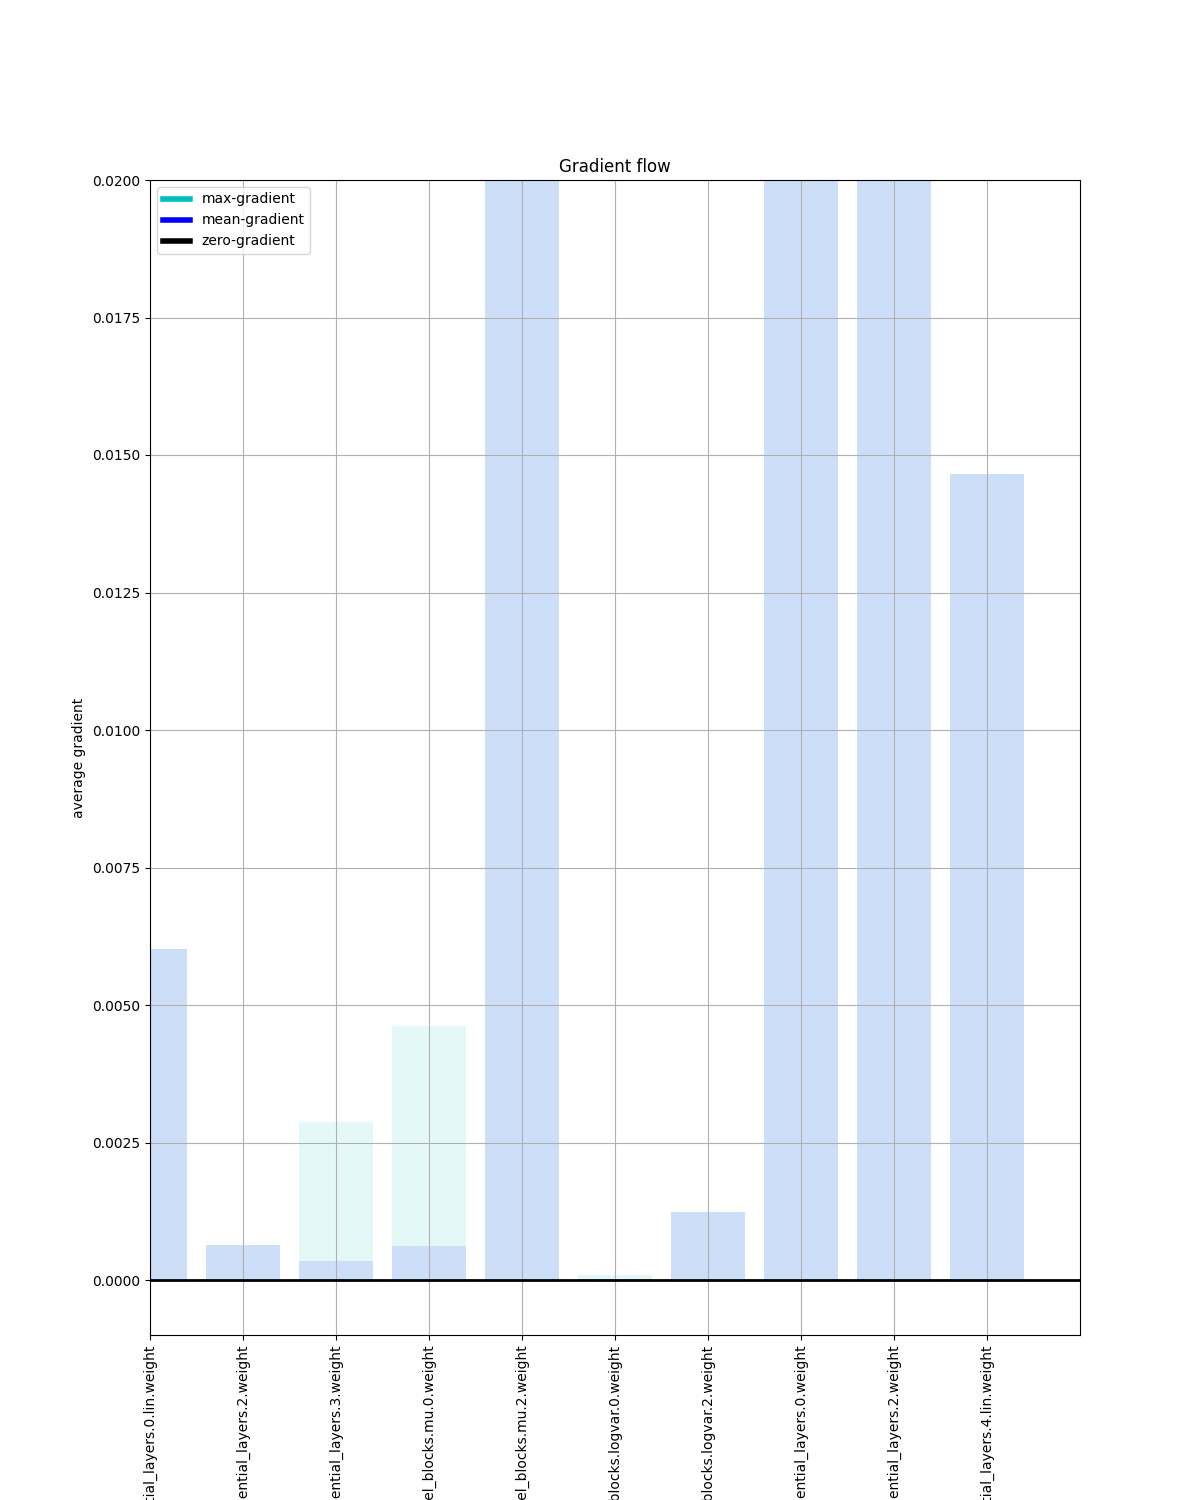 Gradient flow
max-gradient
mean-gradient
zero-gradient
average gradient
0.0200
0.0175
0.0150
0.0125
0.0100
0.0075
0.0050
0.0025
0.0000
tial_layers.0.lin.weight
ential_layers.2.weight
ential_layers.3.weight
el_blocks.mu.0.weight
el_blocks.mu.2.weight
blocks.logvar.0.weight
blocks.logvar.2.weight
ential_layers.0.weight
ential_layers.2.weight
tial_layers.4.lin.weight